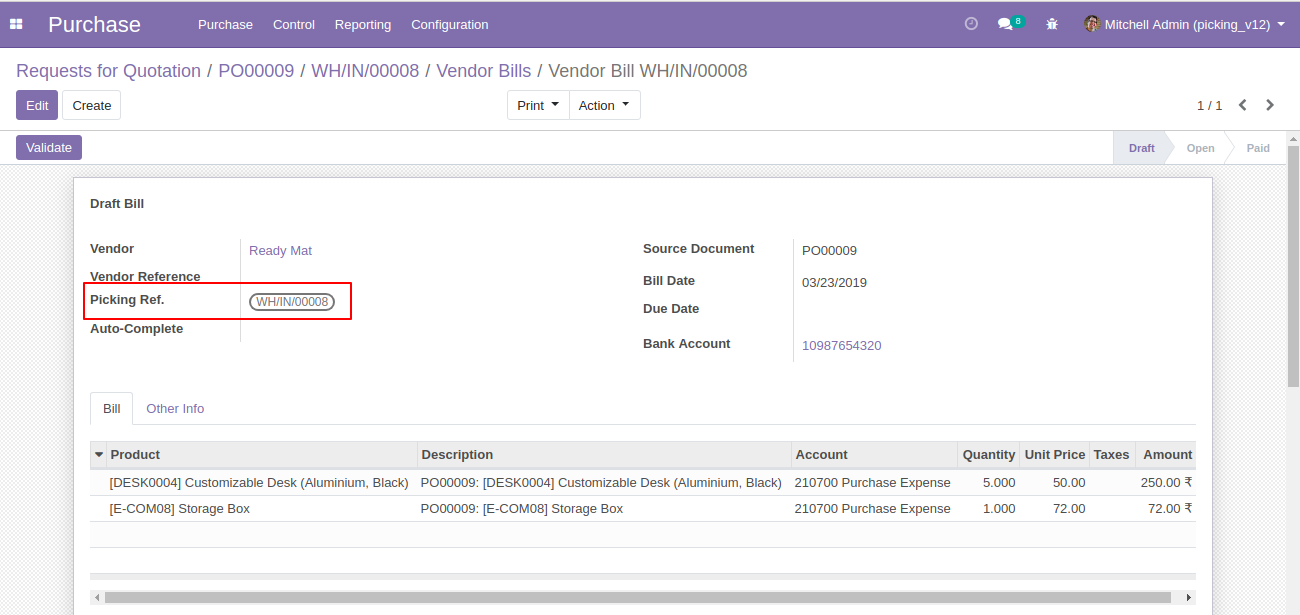 Purchase Purchase Control Reporting Configuration 8 Mitchell Admin (picking_v12)
Requests for Quotation / PO00009 / WH/IN/00008 / Vendor Bills / Vendor Bill WH/IN/00008
Edit Create Print Action 1 / 1
Validate Draft Open Paid
Draft Bill
Vendor Ready Mat Source Document PO00009
Vendor Reference Bill Date 03/23/2019
Picking Ref. WH/IN/00008 Due Date
Auto-Complete Bank Account 10987654320
Bill Other Info
Product Description Account Quantity Unit Price Taxes Amount
[DESK0004] Customizable Desk (Aluminium, Black) PO00009: [DESK0004] Customizable Desk (Aluminium, Black) 210700 Purchase Expense 5.000 50.00 250.00 ₹
[E-COM08] Storage Box PO00009: [E-COM08] Storage Box 210700 Purchase Expense 1.000 72.00 72.00 ₹